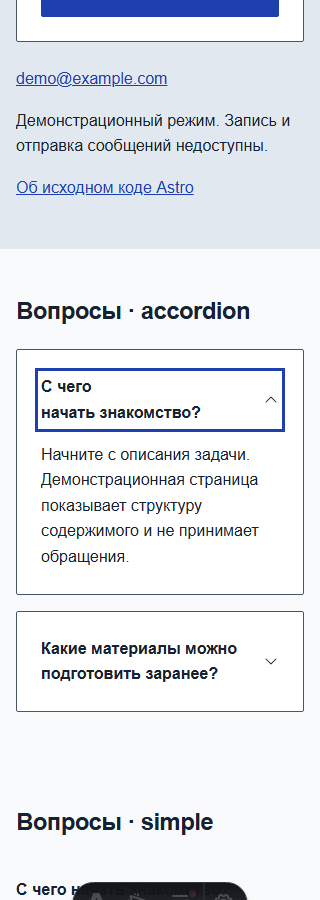 demo@example.com
Демонстрационный режим. Запись и
отправка сообщений недоступны.
Об исходном коде Astro
Вопросы · accordion
С чего
начать знакомство?
Начните с описания задачи.
Демонстрационная страница
показывает структуру
содержимого и не принимает
обращения.
Какие материалы можно
подготовить заранее?
Вопросы · simple
С чего